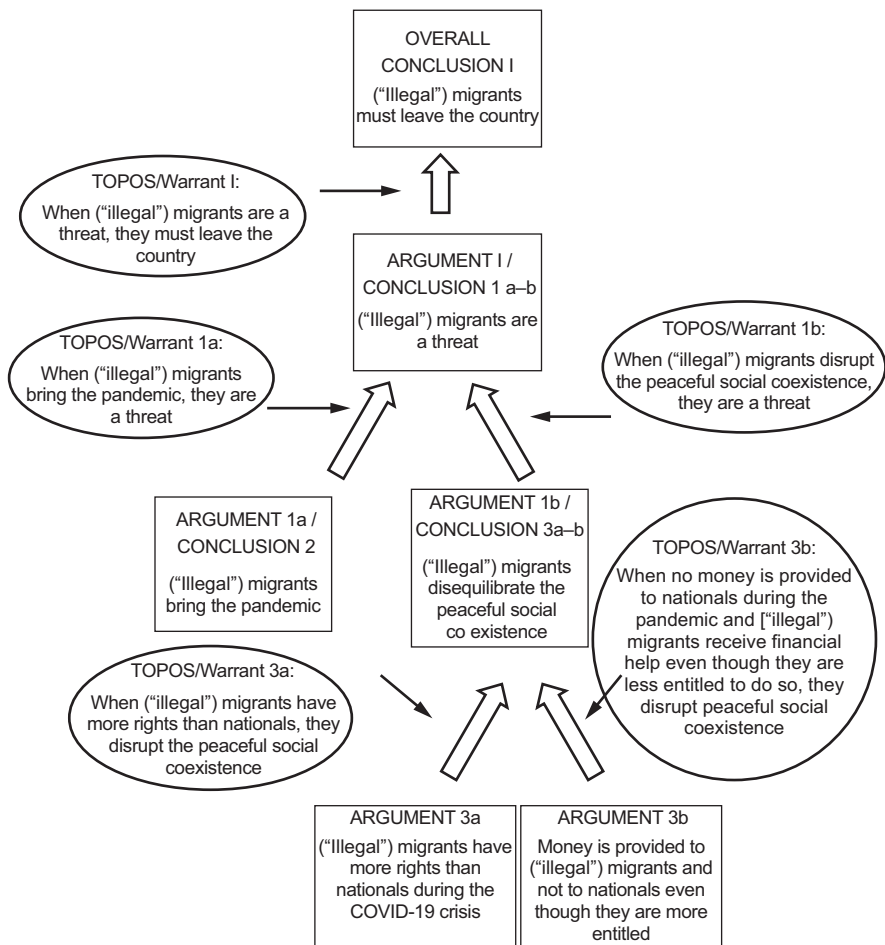 OVERALL
CONCLUSION I
(“Illegal”) migrants
must leave the country
TOPOS/Warrant I:
When (“illegal”) migrants are a
threat, they must leave the
country
ARGUMENT I /
CONCLUSION 1 a–b
(“Illegal”) migrants are
a threat
TOPOS/Warrant 1a:
When (“illegal”) migrants
bring the pandemic, they are
a threat
TOPOS/Warrant 1b:
When (“illegal”) migrants disrupt
the peaceful social coexistence,
they are a threat
ARGUMENT 1a /
CONCLUSION 2
(“Illegal”) migrants
bring the pandemic
ARGUMENT 1b /
CONCLUSION 3a–b
(“Illegal”) migrants
disequilibrate the
peaceful social
co existence
TOPOS/Warrant 3b:
When no money is provided
to nationals during the
pandemic and [“illegal”)
migrants receive financial
help even though they are
less entitled to do so, they
disrupt peaceful social
coexistence
TOPOS/Warrant 3a:
When (“illegal”) migrants have
more rights than nationals, they
disrupt the peaceful social
coexistence
ARGUMENT 3a
(“Illegal”) migrants have
more rights than
nationals during the
COVID-19 crisis
ARGUMENT 3b
Money is provided to
(“illegal”) migrants and
not to nationals even
though they are more
entitled